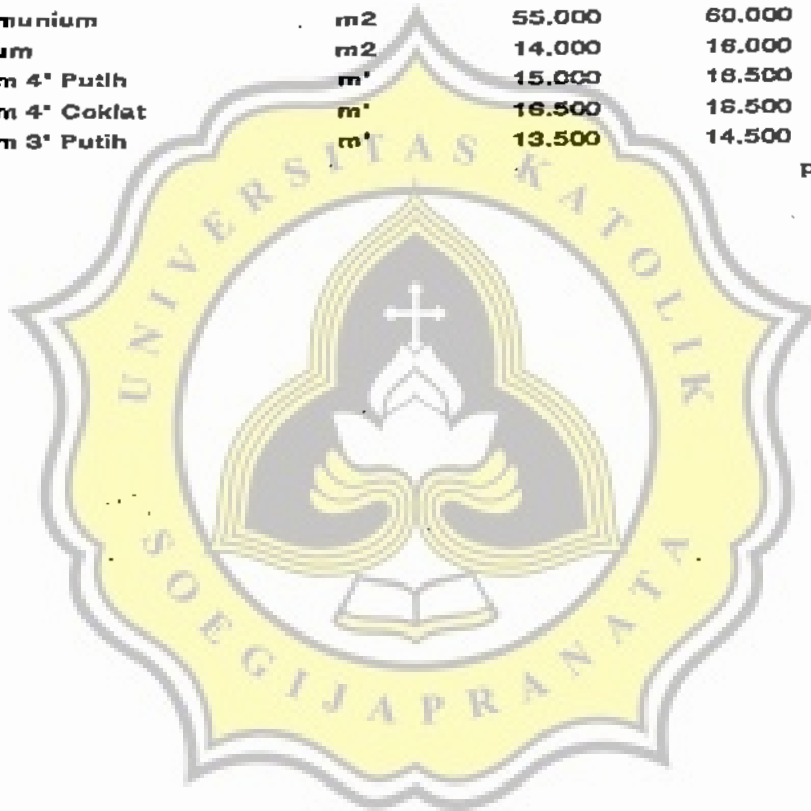 munium m2 55.000 60.000
um m2 14.000 16.000
m 4" Putih m' 15.000 16.500
m 4" Coklat m' 16.500 16.500
m 3" Putih m' 13.500 14.500
p
UNIVERSITAS KATOLIK
SOEGIJAPRANATA